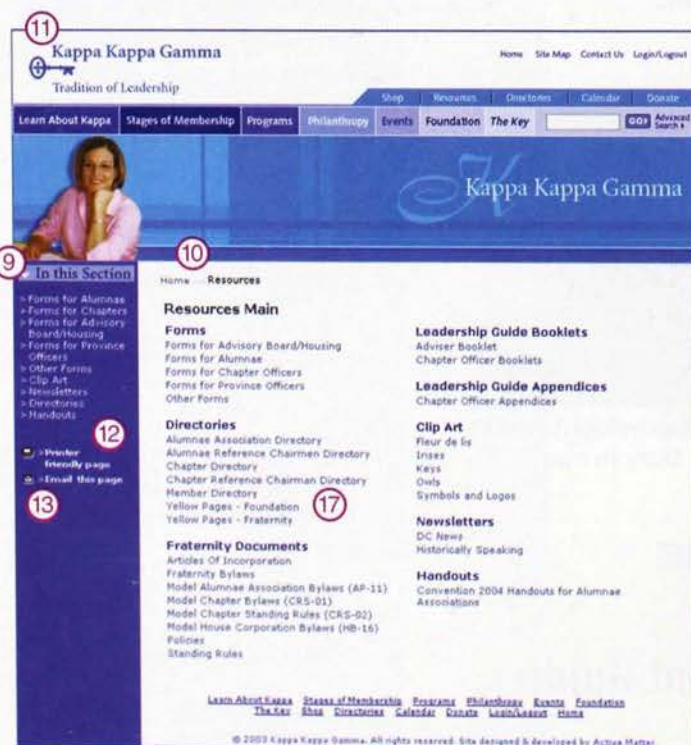 11
Kappa Kappa Gamma
Tradition of Leadership
Home Site Map Contact Us Login/Logout
Shop Resources Directories Calendar Donate
Learn About Kappa Stages of Membership Programs Philanthropy Events Foundation The Key GO! Advanced Search
Kappa Kappa Gamma
9
10
In this Section
> Forms for Alumnae
> Forms for Chapters
> Forms for Advisory
Board/Housing
> Forms for Province
Officers
> Other Forms
> Clip Art
> Newsletters
> Directories
> Handouts
12
> Printer
friendly page
> Email this page
13
Home ... Resources
Resources Main
Forms
Forms for Advisory Board/Housing
Forms for Alumnae
Forms for Chapter Officers
Forms for Province Officers
Other Forms
Directories
Alumnae Association Directory
Alumnae Reference Chairmen Directory
Chapter Directory
Chapter Reference Chairman Directory
Member Directory
Yellow Pages - Foundation
Yellow Pages - Fraternity
17
Fraternity Documents
Articles Of Incorporation
Fraternity Bylaws
Model Alumnae Association Bylaws (AP-11)
Model Chapter Bylaws (CRS-01)
Model Chapter Standing Rules (CRS-02)
Model House Corporation Bylaws (HB-16)
Policies
Standing Rules
Leadership Guide Booklets
Adviser Booklet
Chapter Officer Booklets
Leadership Guide Appendices
Chapter Officer Appendices
Clip Art
Fleur de lis
Irises
Keys
Owls
Symbols and Logos
Newsletters
DC News
Historically Speaking
Handouts
Convention 2004 Handouts for Alumnae
Associations
Learn About Kappa Stages of Membership Programs Philanthropy Events Foundation
The Key Shop Directories Calendar Donate Login/Logout Home
© 2003 Kappa Kappa Gamma. All rights reserved. Site designed & developed by Active Matter